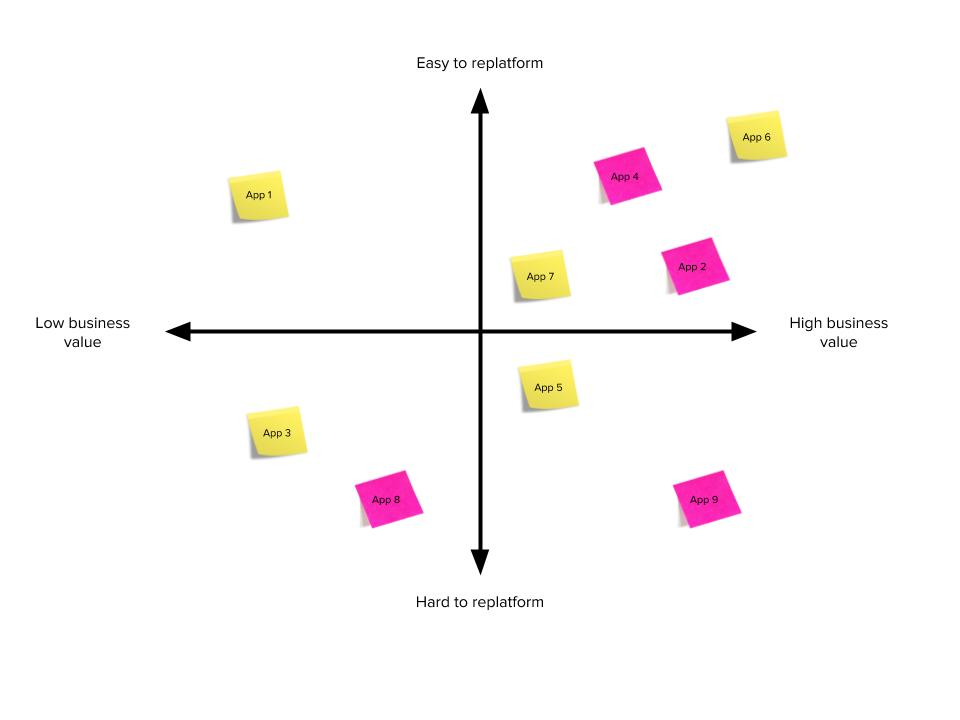 Easy to replatform
App 6
App 4
App 1
App 2
App 7
Low business
value
High business
value
App 5
App 3
App 8
App 9
Hard to replatform